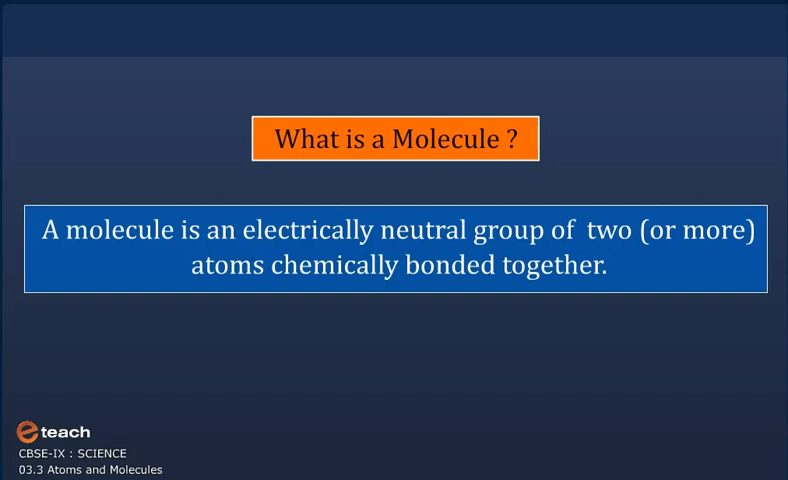 What is a Molecule ?
A molecule is an electrically neutral group of two (or more)
atoms chemically bonded together.
e teach
CBSE-IX : SCIENCE
03.3 Atoms and Molecules